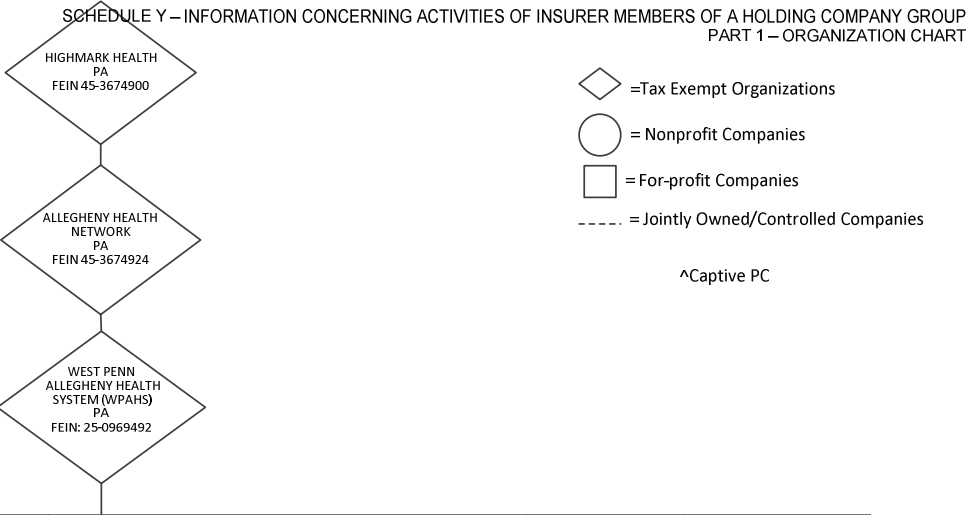 SCHEDULE Y – INFORMATION CONCERNING ACTIVITIES OF INSURER MEMBERS OF A HOLDING COMPANY GROUP
PART 1 – ORGANIZATION CHART
HIGHMARK HEALTH
PA
FEIN 45-3674900
ALLEGHENY HEALTH
NETWORK
PA
FEIN 45-3674924
WEST PENN
ALLEGHENY HEALTH
SYSTEM (WPAHS)
PA
FEIN: 25-0969492
=Tax Exempt Organizations
= Nonprofit Companies
= For-profit Companies
= Jointly Owned/Controlled Companies
^Captive PC